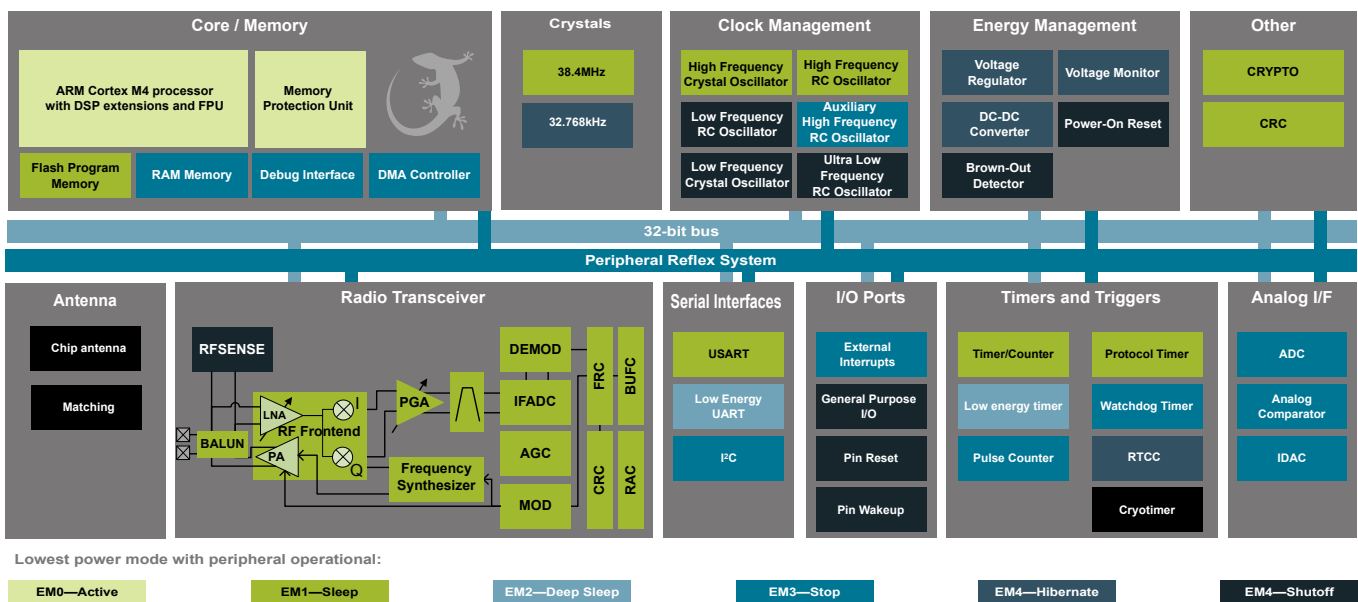 Core / Memory
ARM Cortex M4 processor
with DSP extensions and FPU
Memory
Protection Unit
Flash Program
Memory
RAM Memory
Debug Interface
DMA Controller
Crystals
38.4MHz
32.768kHz
Clock Management
High Frequency
Crystal Oscillator
High Frequency
RC Oscillator
Low Frequency
RC Oscillator
Auxiliary
High Frequency
RC Oscillator
Low Frequency
Crystal Oscillator
Ultra Low
Frequency
RC Oscillator
Energy Management
Voltage
Regulator
Voltage Monitor
DC-DC
Converter
Power-On Reset
Brown-Out
Detector
Other
CRYPTO
CRC
32-bit bus
Peripheral Reflex System
Antenna
Chip antenna
Matching
Radio Transceiver
RFSENSE
BALUN
LNA
RF Frontend
PA
I
Q
PGA
Frequency
Synthesizer
DEMOD
IFADC
AGC
MOD
FRC
BUFC
CRC
RAC
Serial Interfaces
USART
Low Energy
UART
I²C
I/O Ports
External
Interrupts
General Purpose
I/O
Pin Reset
Pin Wakeup
Timers and Triggers
Timer/Counter
Protocol Timer
Low energy timer
Watchdog Timer
Pulse Counter
RTCC
Cryotimer
Analog I/F
ADC
Analog
Comparator
IDAC
Lowest power mode with peripheral operational:
EM0—Active
EM1—Sleep
EM2—Deep Sleep
EM3—Stop
EM4—Hibernate
EM4—Shutoff